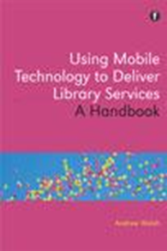 Using Mobile
Technology to Deliver
Library Services
A Handbook
Andrew Walsh